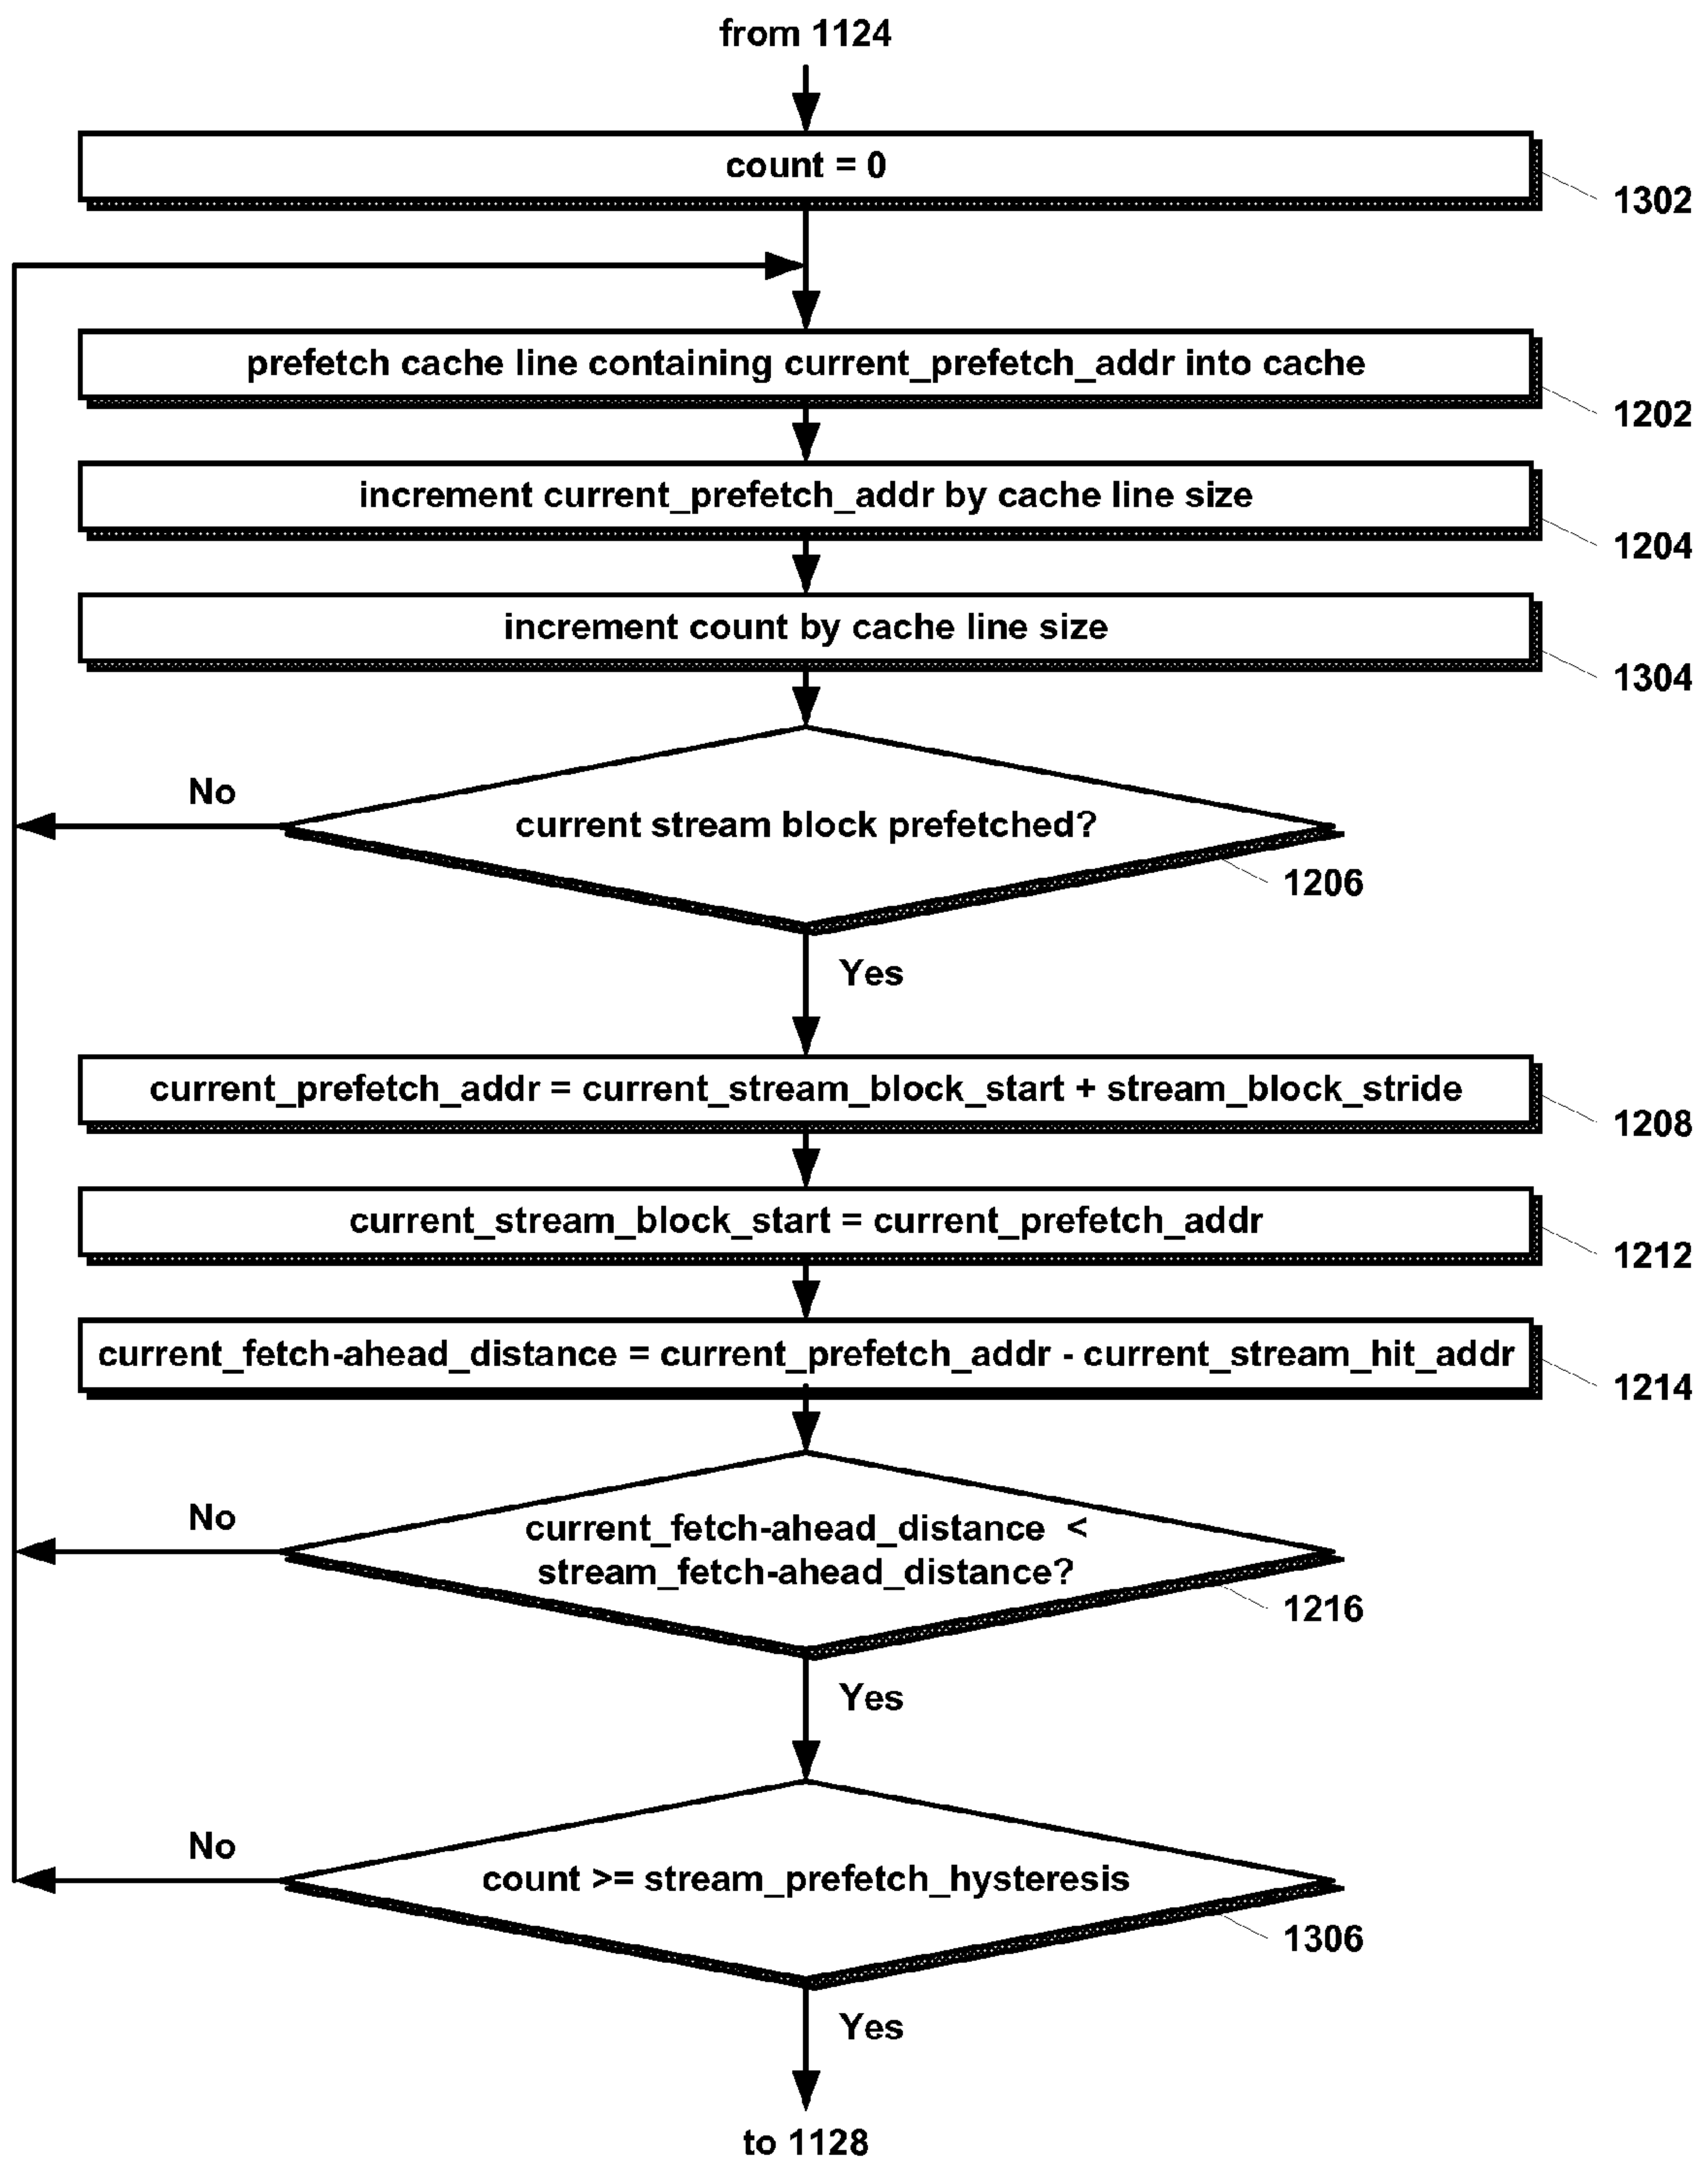 from 1124
count = 0
1302
prefetch cache line containing current_prefetch_addr into cache
1202
increment current_prefetch_addr by cache line size
1204
increment count by cache line size
1304
No
current stream block prefetched?
1206
Yes
current_prefetch_addr = current_stream_block_start + stream_block_stride
1208
current_stream_block_start = current_prefetch_addr
1212
current_fetch-ahead_distance = current_prefetch_addr - current_stream_hit_addr
1214
No
current_fetch-ahead_distance <
stream_fetch-ahead_distance?
1216
Yes
No
count >= stream_prefetch_hysteresis
1306
Yes
to 1128